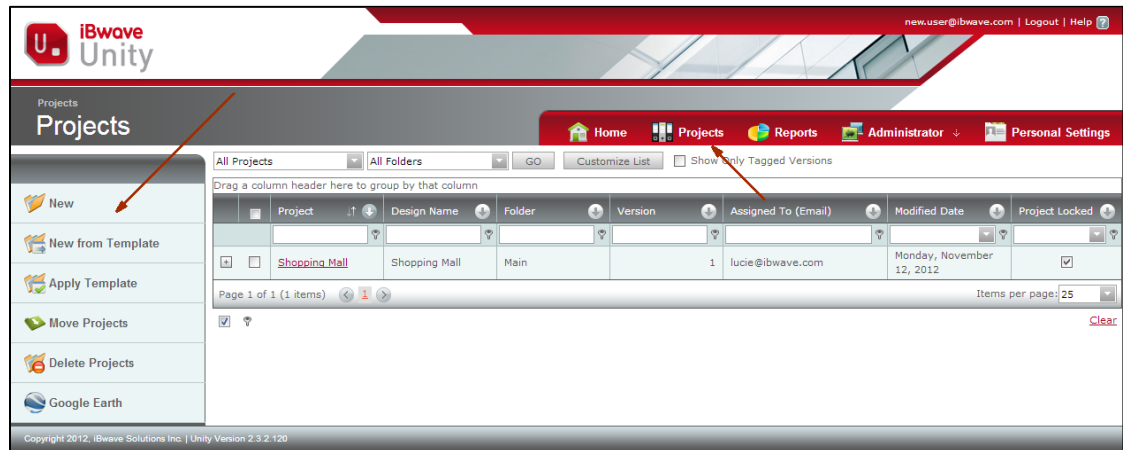 new.user@ibwave.com | Logout | Help ?
U.
iBwave
Unity
Projects
Projects
Home Projects Reports Administrator Personal Settings
All Projects All Folders GO Customize List Show Only Tagged Versions
Drag a column header here to group by that column
Project Design Name Folder Version Assigned To (Email) Modified Date Project Locked
Shopping Mall Shopping Mall Main 1 lucie@ibwave.com Monday, November 12, 2012
Page 1 of 1 (1 items) 1 Items per page: 25
Clear
New
New from Template
Apply Template
Move Projects
Delete Projects
Google Earth
Copyright 2012, iBwave Solutions Inc. | Unity Version 2.3.2.120